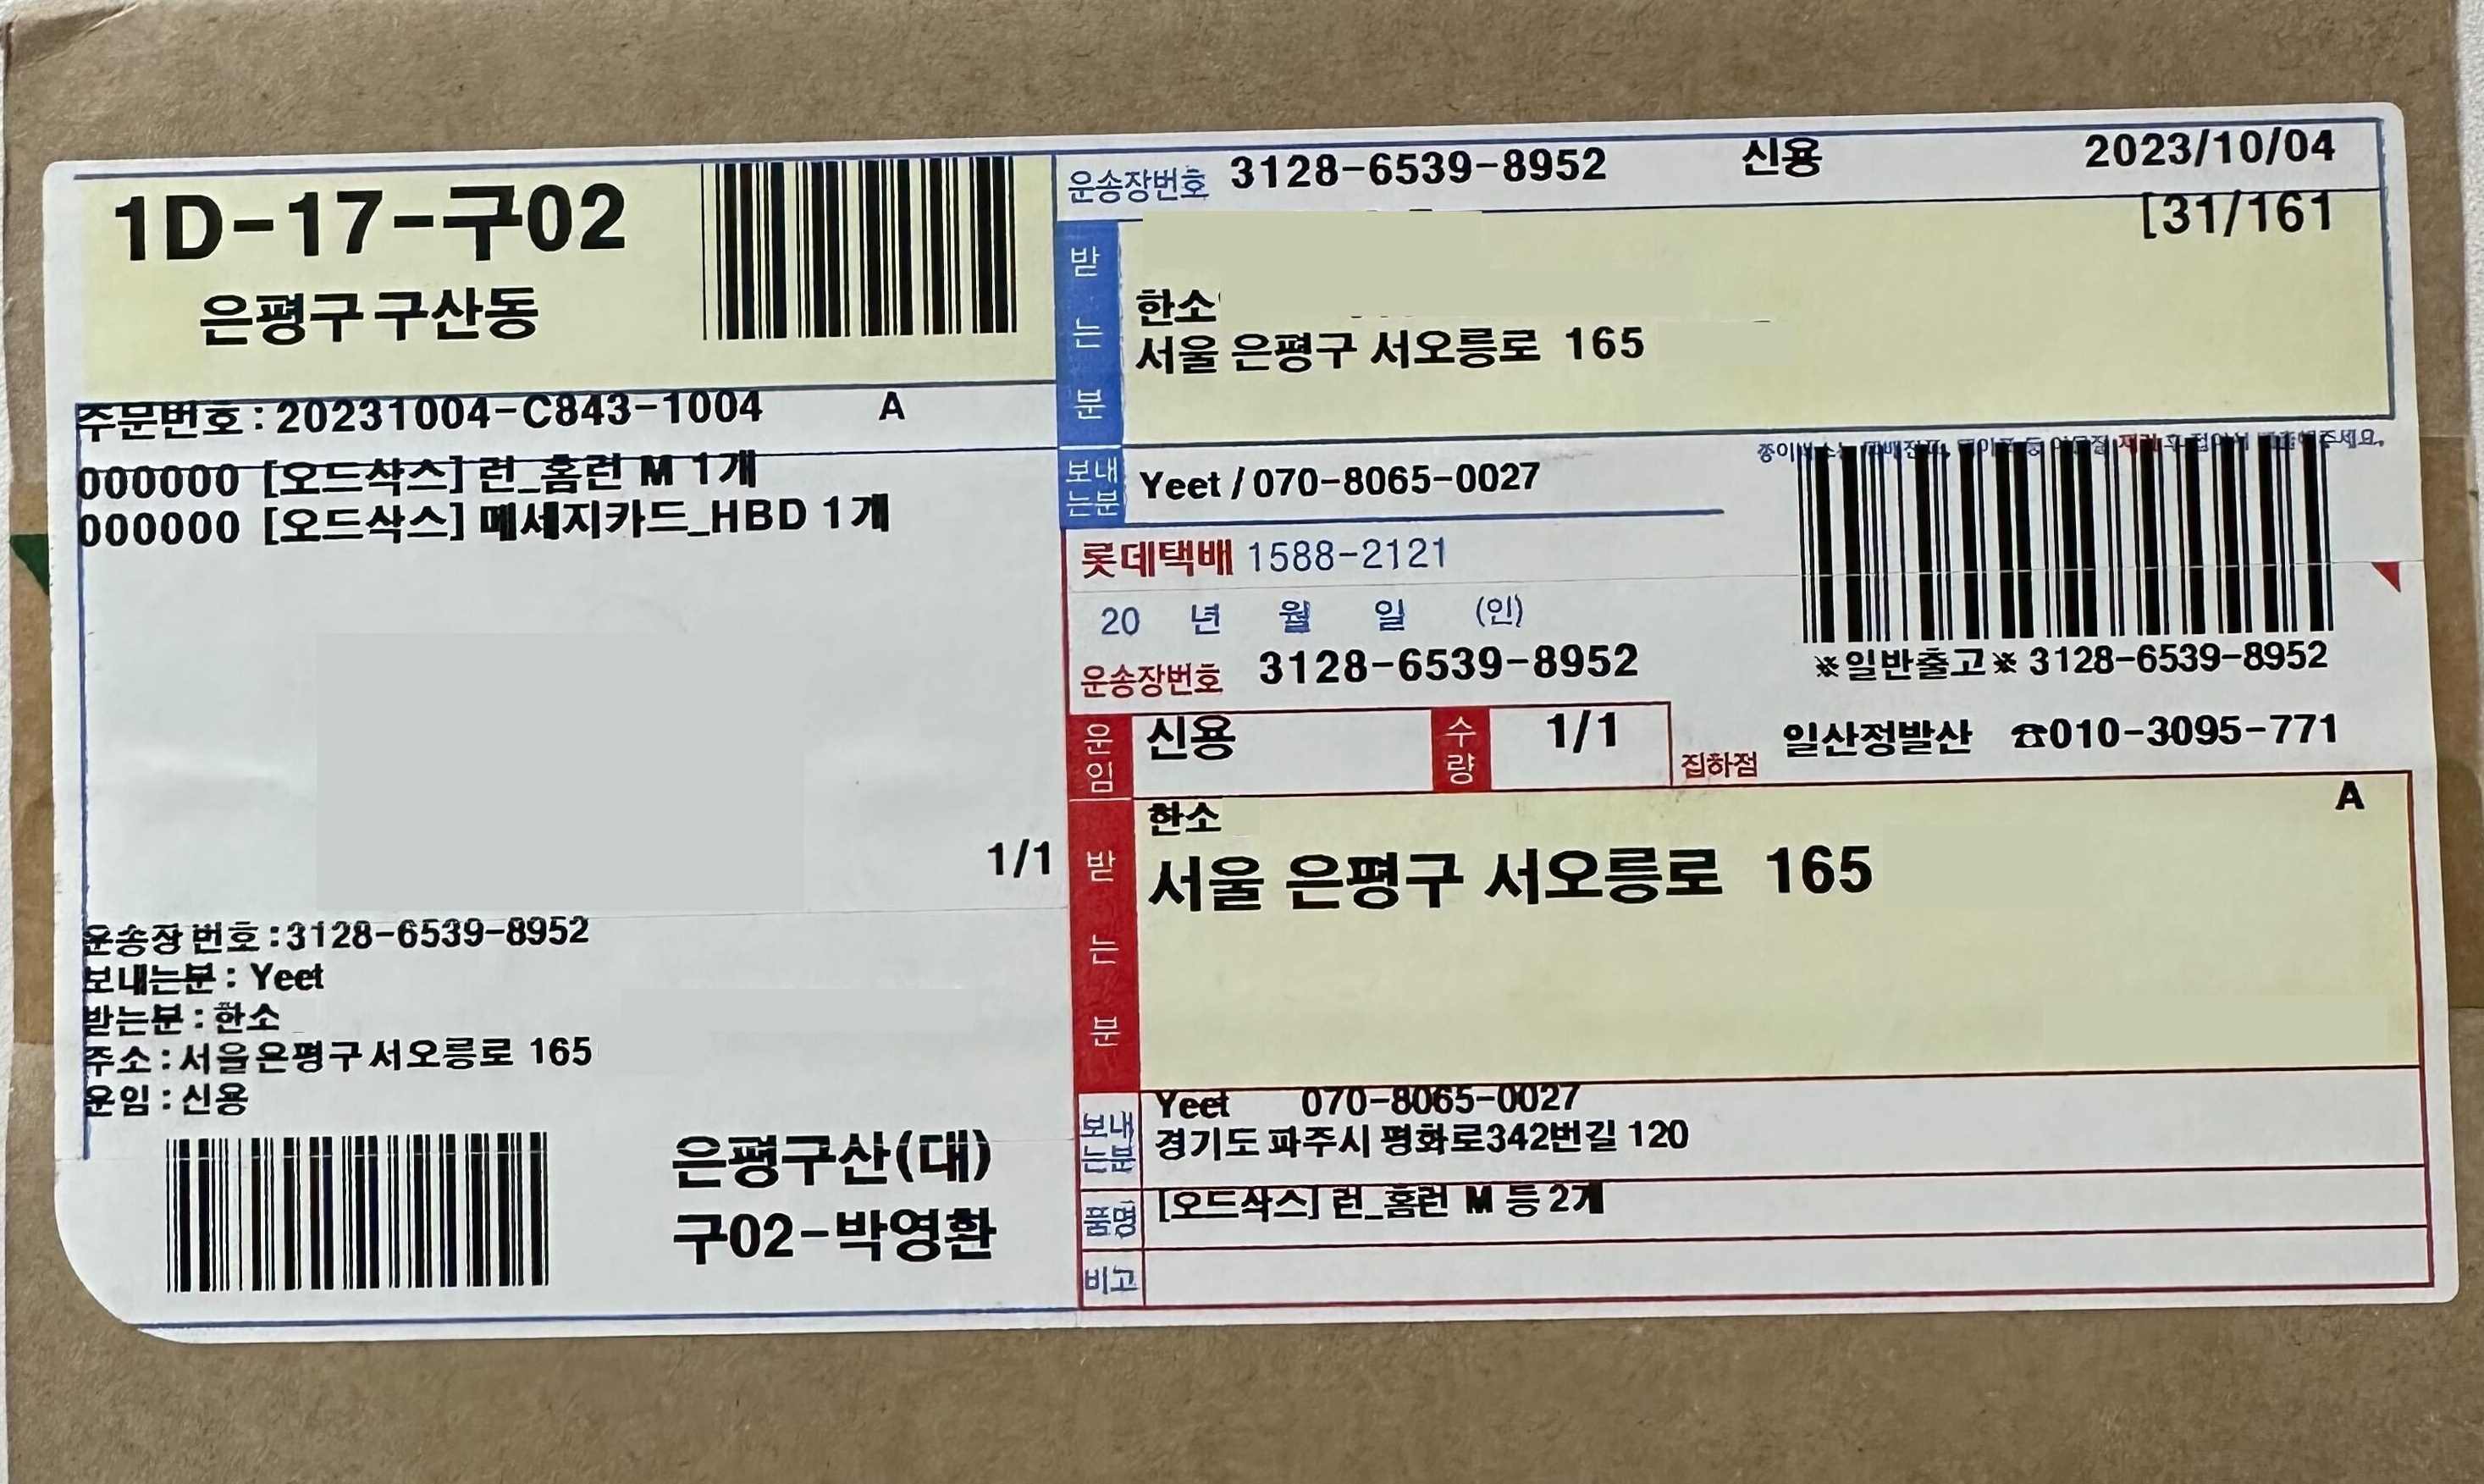 1D-17-구02
은평구 구산동
주문번호 : 20231004-C843-1004 A
000000 [오드삭스] 런_홈런 M 1개
000000 [오드삭스] 메세지카드_HBD 1개
1/1
운송장 번호 : 3128-6539-8952
보내는분 : Yeet
받는분 : 한소
주소 : 서울 은평구 서오릉로 165
운임 : 신용
은평구산(대)
구02-박영환
운송장번호 3128-6539-8952 신용 2023/10/04
[31/161
받는분
한소
서울 은평구 서오릉로 165
보내는분 Yeet / 070-8065-0027
롯데택배 1588-2121
20 년 월 일 (인)
운송장번호 3128-6539-8952
※일반출고※ 3128-6539-8952
운임 신용 수량 1/1
집하점 일산정발산 ☎010-3095-771
A
받는분
한소
서울 은평구 서오릉로 165
보내는분
Yeet 070-8065-0027
경기도 파주시 평화로342번길 120
품명 [오드삭스] 런_홈런 M 등 2개
비고